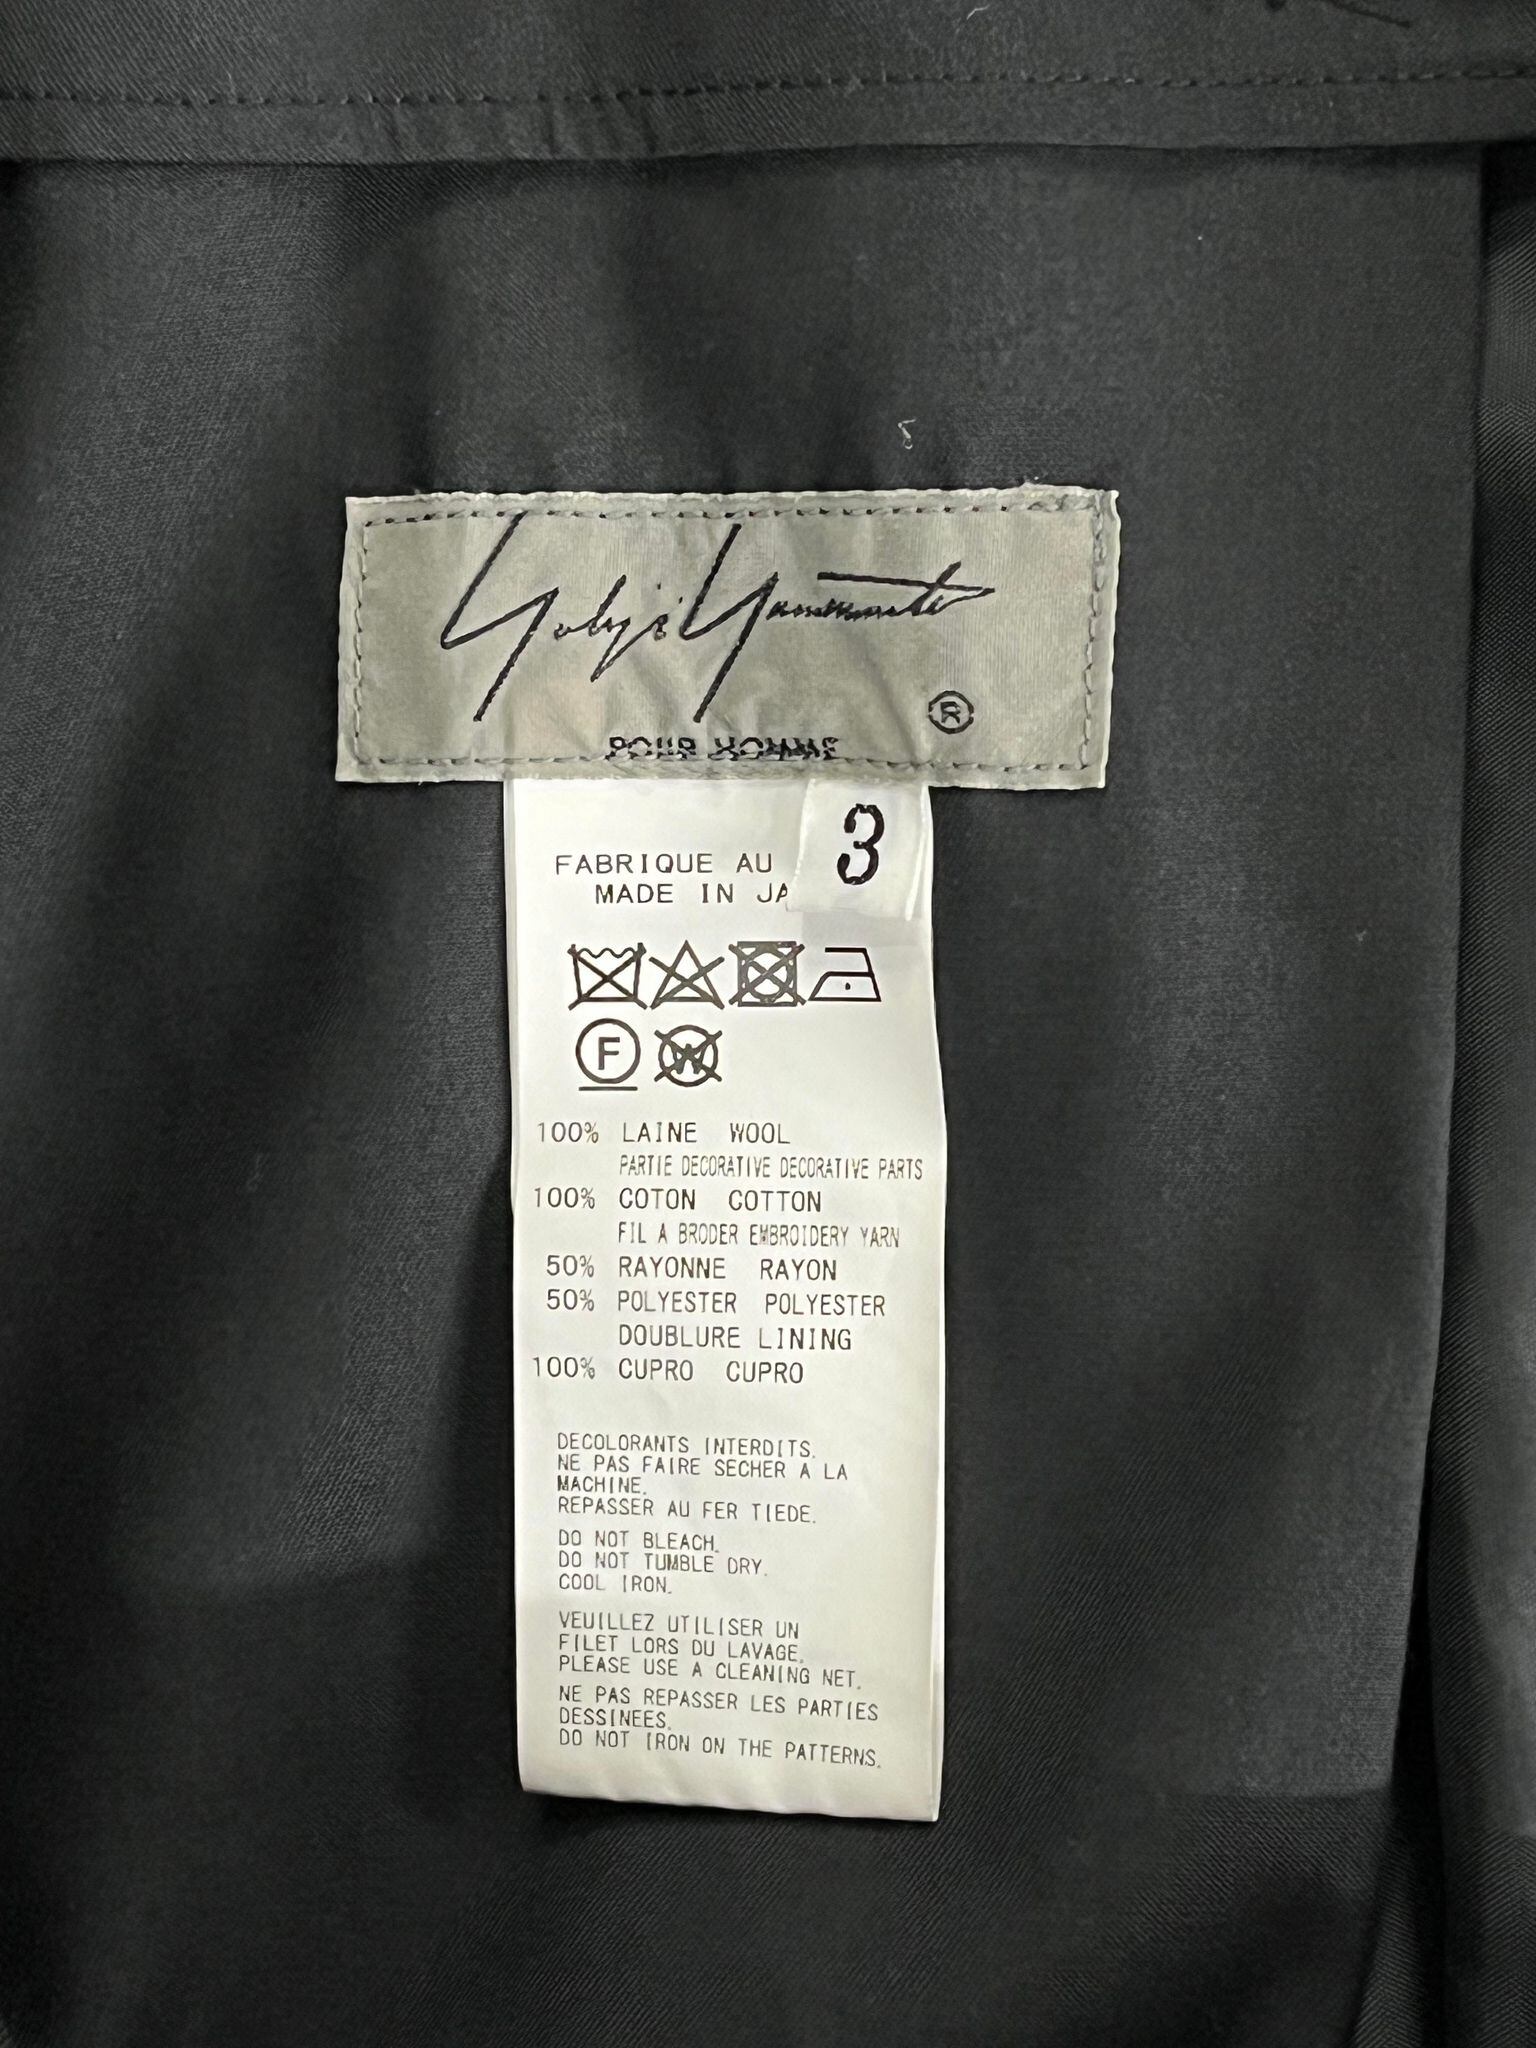 Yohji Yamamoto
®
POUR HOMME
3
FABRIQUE AU
MADE IN JA
F
W
100% LAINE WOOL
PARTIE DECORATIVE DECORATIVE PARTS
100% COTON COTTON
FIL A BRODER EMBROIDERY YARN
50% RAYONNE RAYON
50% POLYESTER POLYESTER
DOUBLURE LINING
100% CUPRO CUPRO
DECOLORANTS INTERDITS.
NE PAS FAIRE SECHER A LA
MACHINE.
REPASSER AU FER TIEDE.
DO NOT BLEACH.
DO NOT TUMBLE DRY.
COOL IRON.
VEUILLEZ UTILISER UN
FILET LORS DU LAVAGE.
PLEASE USE A CLEANING NET.
NE PAS REPASSER LES PARTIES
DESSINEES.
DO NOT IRON ON THE PATTERNS.